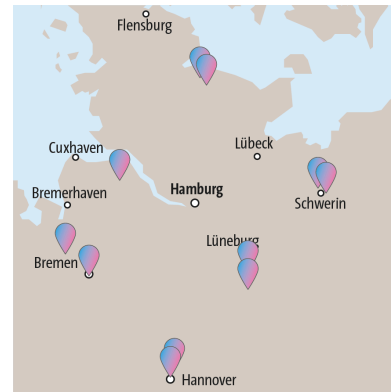 Flensburg
Cuxhaven
Lübeck
Bremerhaven
Hamburg
Schwerin
Lüneburg
Bremen
Hannover